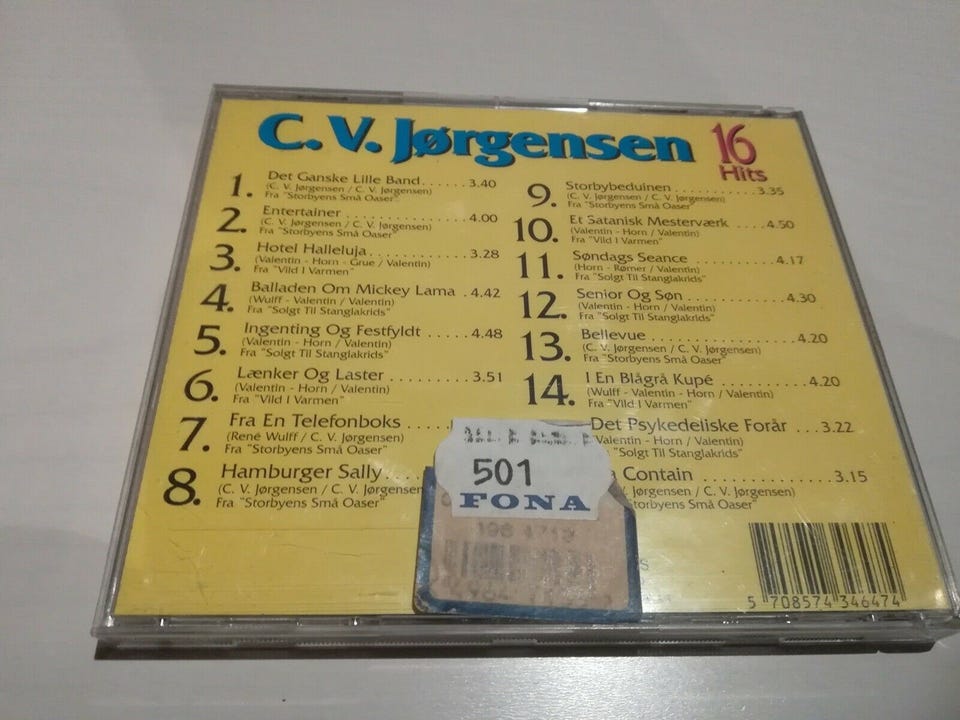 C. V. Jørgensen 16 Hits
1. Det Ganske Lille Band......3.40
(C. V. Jørgensen / C. V. Jørgensen)
Fra "Storbyens Små Oaser"
2. Entertainer ..................4.00
(C. V. Jørgensen / C. V. Jørgensen)
Fra "Storbyens Små Oaser"
3. Hotel Halleluja..............3.28
(Valentin - Horn - Grue / Valentin)
Fra "Vild I Varmen"
4. Balladen Om Mickey Lama .4.42
(Wulff - Valentin / Valentin)
Fra "Solgt Til Stanglakrids"
5. Ingenting Og Festfyldt ......4.48
(Valentin - Horn / Valentin)
Fra "Solgt Til Stanglakrids"
6. Lænker Og Laster ..........3.51
(Valentin - Horn / Valentin)
Fra "Vild I Varmen"
7. Fra En Telefonboks .....
(René Wulff / C. V. Jørgensen)
Fra "Storbyens Små Oaser"
8. Hamburger Sally.....
(C. V. Jørgensen / C. V. Jørgensen
Fra "Storbyens Små Oaser"
9. Storbybeduinen ............3.35
(C. V. Jørgensen / C. V. Jørgensen)
Fra "Storbyens Små Oaser"
10. Et Satanisk Mesterværk ....4.50
(Valentin - Horn / Valentin)
Fra "Vild I Varmen"
11. Søndags Seance ............4.17
(Horn - Rømer / Valentin)
Fra "Solgt Til Stanglakrids"
12. Senior Og Søn .............4.30
(Valentin - Horn / Valentin)
Fra "Solgt Til Stanglakrids"
13. Bellevue ..................4.20
(C. V. Jørgensen / C. V. Jørgensen)
Fra "Storbyens Små Oaser"
14. I En Blågrå Kupé ..........4.20
(Wulff - Valentin - Horn / Valentin)
Fra "Vild I Varmen"
Det Psykedeliske Forår ...3.22
Valentin - Horn / Valentin)
"Solgt Til Stanglakrids"
Contain ...............3.15
Jørgensen / C. V. Jørgensen)
"Storbyens Små Oaser"
501
FONA
5 708574 346474